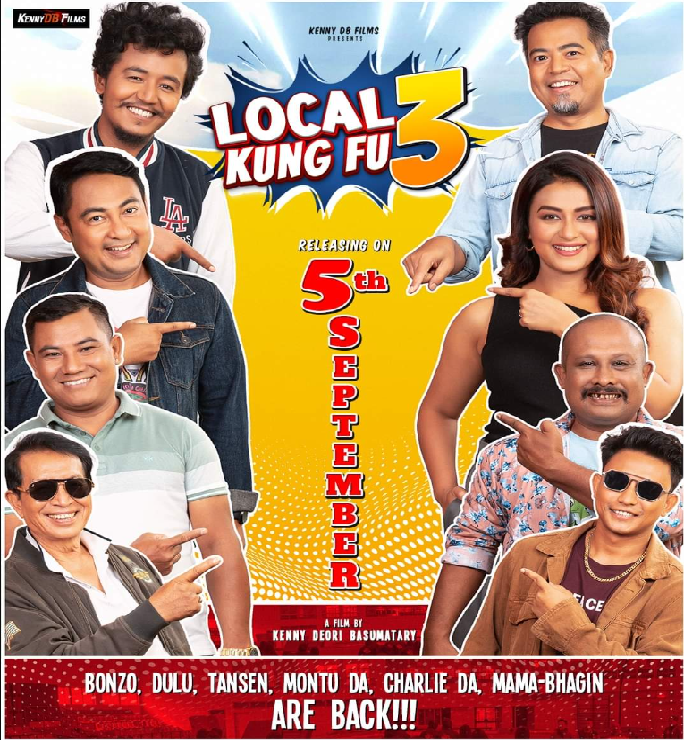 KENNY DB FILMS
KENNY DB FILMS
PRESENTS
LOCAL
KUNG FU
3
RELEASING ON
5th
SEPTEMBER
LA
A FILM BY
KENNY DEORI BASUMATARY
BONZO, DULU, TANSEN, MONTU DA, CHARLIE DA, MAMA-BHAGIN
ARE BACK!!!